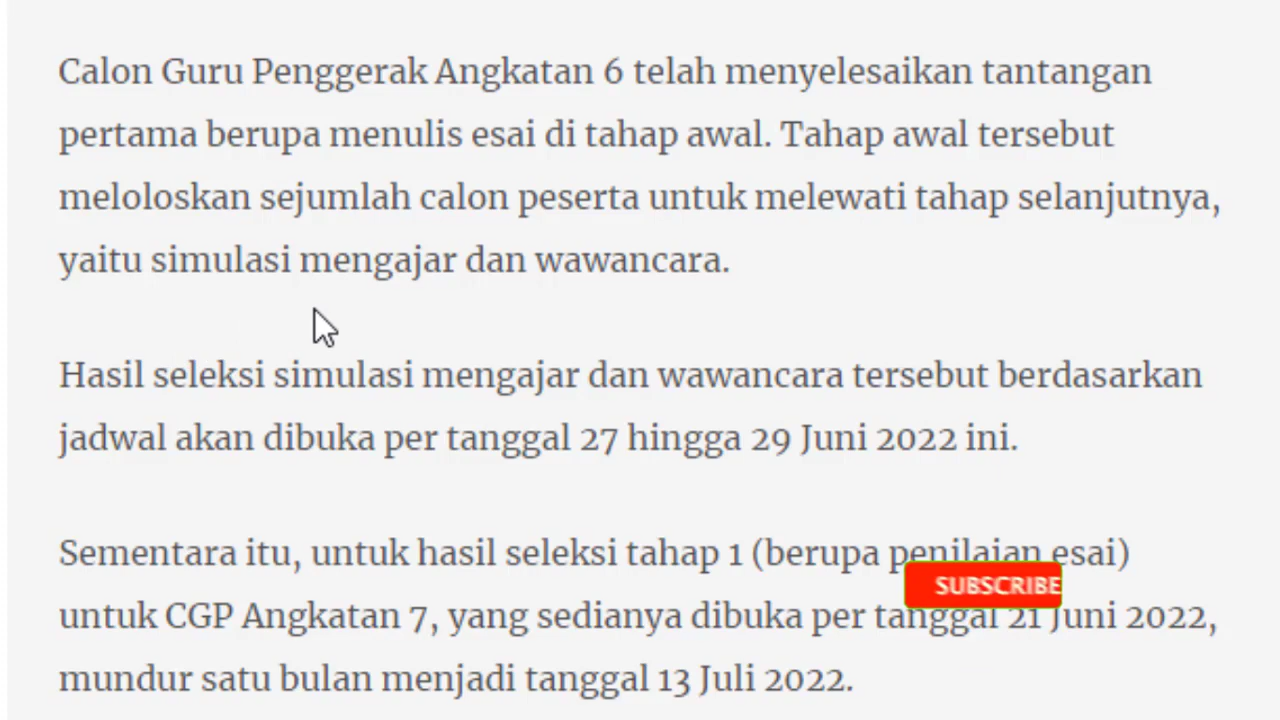 Calon Guru Penggerak Angkatan 6 telah menyelesaikan tantangan
pertama berupa menulis esai di tahap awal. Tahap awal tersebut
meloloskan sejumlah calon peserta untuk melewati tahap selanjutnya,
yaitu simulasi mengajar dan wawancara.
Hasil seleksi simulasi mengajar dan wawancara tersebut berdasarkan
jadwal akan dibuka per tanggal 27 hingga 29 Juni 2022 ini.
Sementara itu, untuk hasil seleksi tahap 1 (berupa penilaian esai)
SUBSCRIBE
untuk CGP Angkatan 7, yang sedianya dibuka per tanggal 21 Juni 2022,
mundur satu bulan menjadi tanggal 13 Juli 2022.